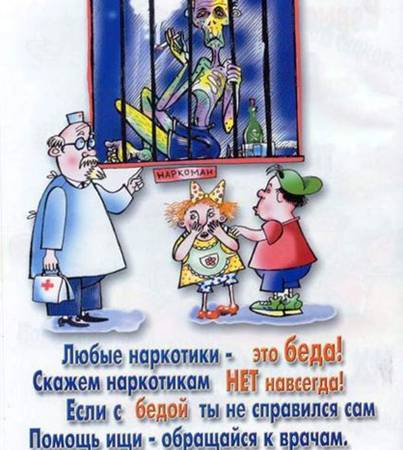 НАРКОМАН
Любые наркотики - это беда!
Скажем наркотикам НЕТ навсегда!
Если с бедой ты не справился сам
Помощь ищи - обращайся к врачам.